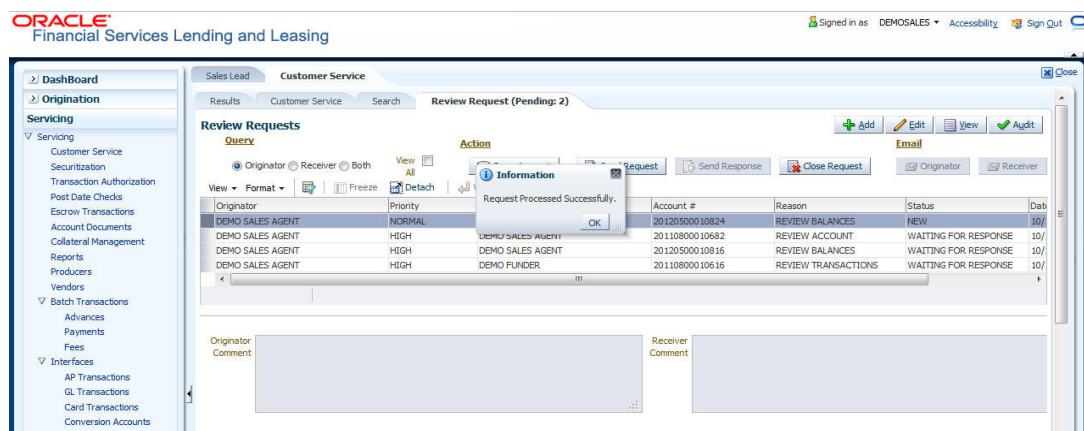 ORACLE
Financial Services Lending and Leasing
Signed in as DEMOSALES Accessibility Sign Out
DashBoard
Origination
Servicing
Servicing
Customer Service
Securitization
Transaction Authorization
Post Date Checks
Escrow Transactions
Account Documents
Collateral Management
Reports
Producers
Vendors
Batch Transactions
Advances
Payments
Fees
Interfaces
AP Transactions
GL Transactions
Card Transactions
Conversion Accounts
Sales Lead Customer Service Close
Results Customer Service Search Review Request (Pending: 2)
Review Requests Add Edit View Audit
Query Action Email
Originator Receiver Both View All Request Send Response Close Request Originator Receiver
View Format Freeze Detach
Information
Request Processed Successfully.
OK
Originator Priority Account # Reason Status
DEMO SALES AGENT NORMAL 20120500010824 REVIEW BALANCES NEW 10/
DEMO SALES AGENT HIGH DEMO SALES AGENT 20110800010682 REVIEW ACCOUNT WAITING FOR RESPONSE 10/
DEMO SALES AGENT HIGH DEMO SALES AGENT 20120500010816 REVIEW BALANCES WAITING FOR RESPONSE 10/
DEMO SALES AGENT HIGH DEMO FUNDER 20110800010616 REVIEW TRANSACTIONS WAITING FOR RESPONSE 10/
Originator Comment
Receiver Comment